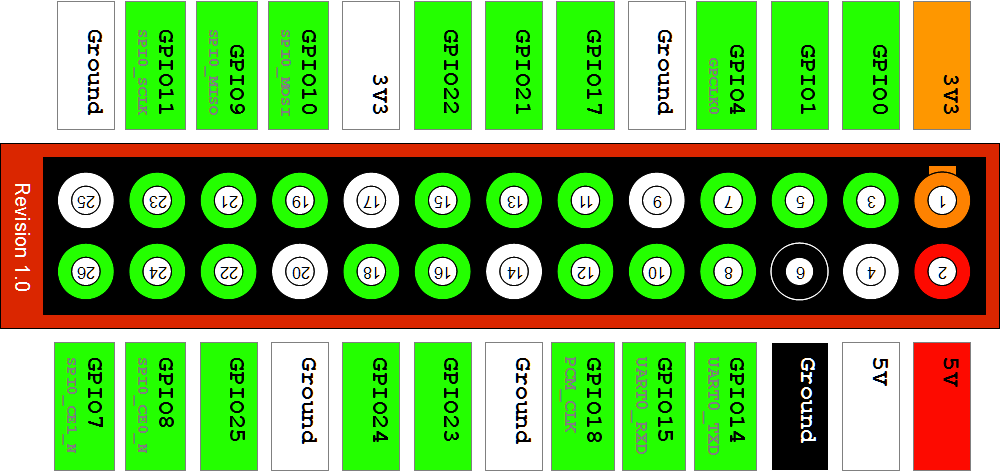 Ground
GPIO11
SPI0_SCLK
GPIO9
SPI0_MISO
GPIO10
SPI0_MOSI
3V3
GPIO22
GPIO21
GPIO17
Ground
GPIO4
GPCLK0
GPIO1
GPIO0
3V3
Revision 1.0
25 23 21 19 17 15 13 11 9 7 5 3 1
26 24 22 20 18 16 14 12 10 8 6 4 2
GPIO7
SPI0_CE1_N
GPIO8
SPI0_CE0_N
GPIO25
Ground
GPIO24
GPIO23
Ground
GPIO18
PCM_CLK
GPIO15
UART0_RXD
GPIO14
UART0_TXD
Ground
5V
5V